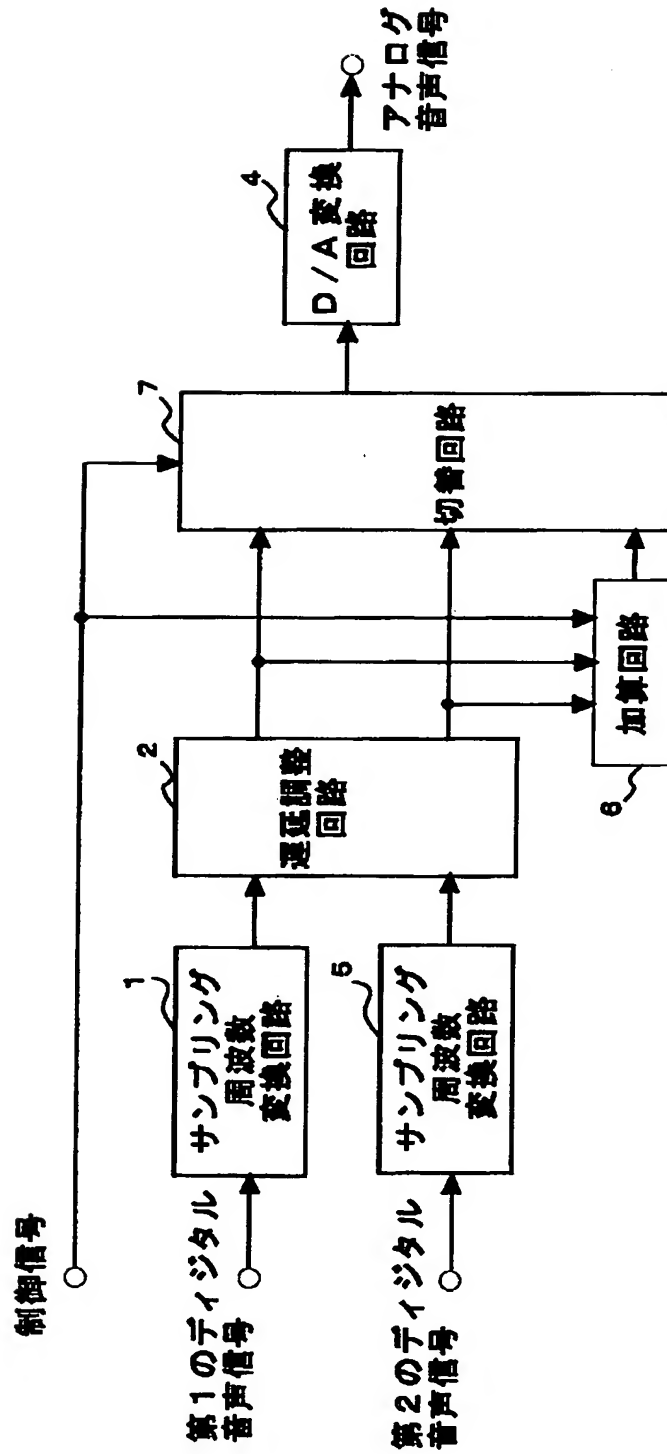 制御信号
第1のディジタル
音声信号
1
サンプリング
周波数
変換回路
第2のディジタル
音声信号
5
サンプリング
周波数
変換回路
2
遅延調整
回路
6
加算回路
7
切替回路
4
D/A変換
回路
アナログ
音声信号